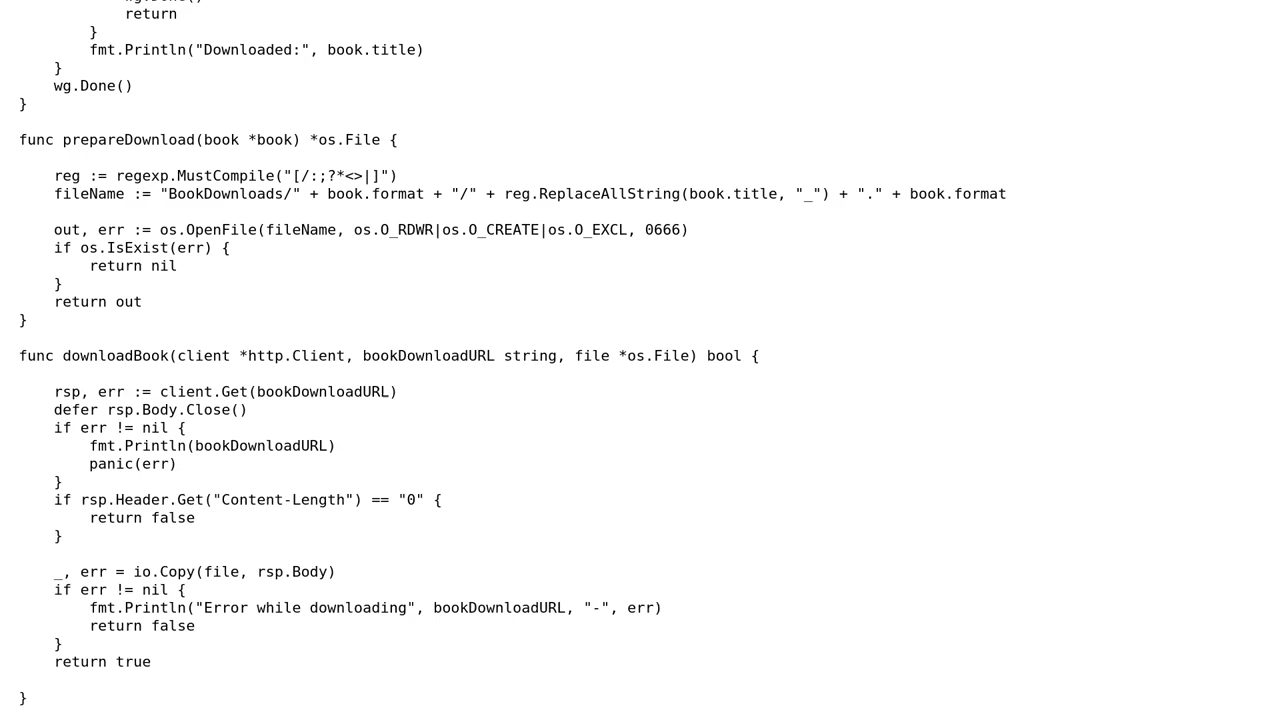 wg.Done()
return
}
fmt.Println("Downloaded:", book.title)
}
wg.Done()
}
func prepareDownload(book *book) *os.File {
reg := regexp.MustCompile("[/:;?*<>|]")
fileName := "BookDownloads/" + book.format + "/" + reg.ReplaceAllString(book.title, "_") + "." + book.format
out, err := os.OpenFile(fileName, os.O_RDWR|os.O_CREATE|os.O_EXCL, 0666)
if os.IsExist(err) {
return nil
}
return out
}
func downloadBook(client *http.Client, bookDownloadURL string, file *os.File) bool {
rsp, err := client.Get(bookDownloadURL)
defer rsp.Body.Close()
if err != nil {
fmt.Println(bookDownloadURL)
panic(err)
}
if rsp.Header.Get("Content-Length") == "0" {
return false
}
_, err = io.Copy(file, rsp.Body)
if err != nil {
fmt.Println("Error while downloading", bookDownloadURL, "-", err)
return false
}
return true
}